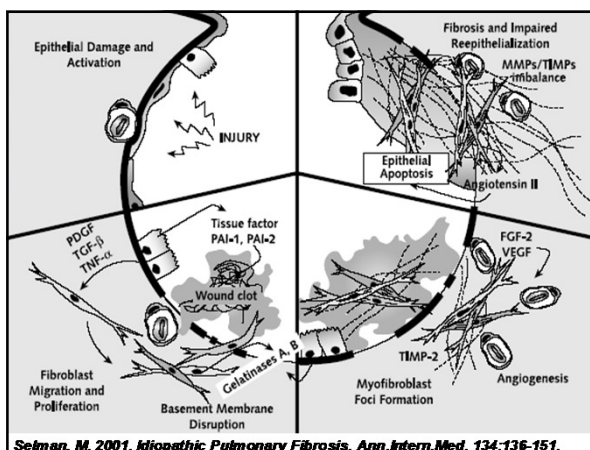 Epithelial Damage and
Activation
INJURY
Fibrosis and Impaired
Reepithelialization
MMPs/TIMPs
imbalance
Epithelial
Apoptosis
Angiotensin II
PDGF
TGF-β
TNF-α
Tissue factor
PAI-1, PAI-2
Wound clot
Fibroblast
Migration and
Proliferation
Gelatinases A, B
Basement Membrane
Disruption
FGF-2
VEGF
TIMP-2
Angiogenesis
Myofibroblast
Foci Formation
Selman, M. 2001. Idiopathic Pulmonary Fibrosis. Ann.Intern.Med. 134:136-151.